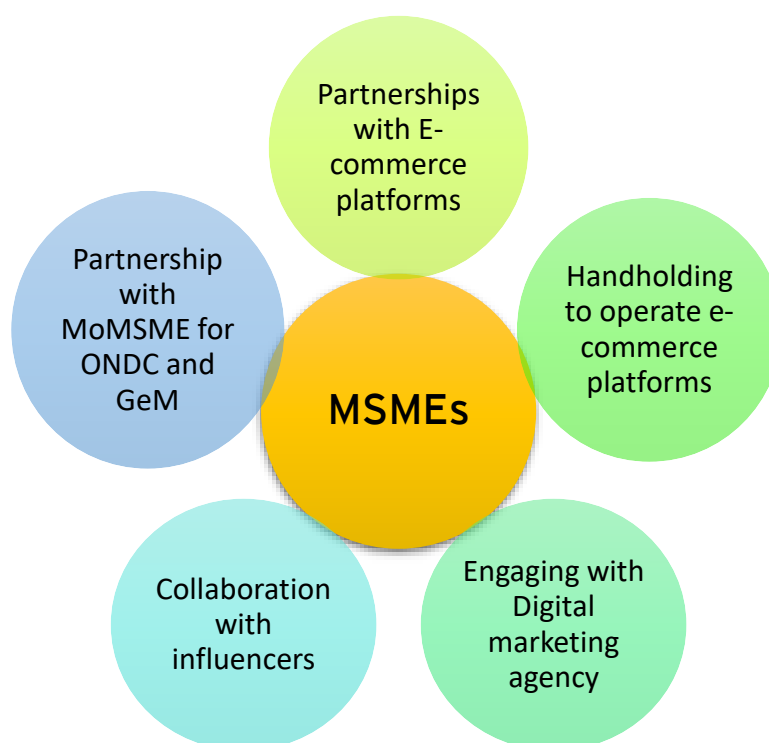 Partnerships
with E-
commerce
platforms
Partnership
with
MoMSME for
ONDC and
GeM
Handholding
to operate e-
commerce
platforms
MSMEs
Collaboration
with
influencers
Engaging with
Digital
marketing
agency